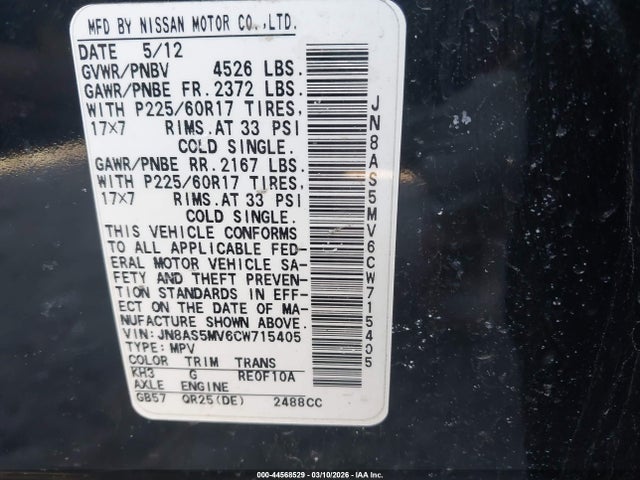 MFD BY NISSAN MOTOR CO.,LTD.
DATE 5/12
GVWR/PNBV 4526 LBS.
GAWR/PNBE FR. 2372 LBS.
WITH P225/60R17 TIRES,
17×7 RIMS. AT 33 PSI
COLD SINGLE.
GAWR/PNBE RR. 2167 LBS.
WITH P225/60R17 TIRES,
17×7 RIMS. AT 33 PSI
COLD SINGLE.
THIS VEHICLE CONFORMS
TO ALL APPLICABLE FED-
ERAL MOTOR VEHICLE SA-
FETY AND THEFT PREVEN-
TION STANDARDS IN EFF-
ECT ON THE DATE OF MA-
NUFACTURE SHOWN ABOVE.
VIN: JN8AS5MV6CW715405
TYPE: MPV
COLOR TRIM TRANS
KH3 G RE0F10A
AXLE ENGINE
GB57 QR25(DE) 2488CC
JN8AS5MV6CW715405
000-44568529 - 03/10/2026 - IAA Inc.